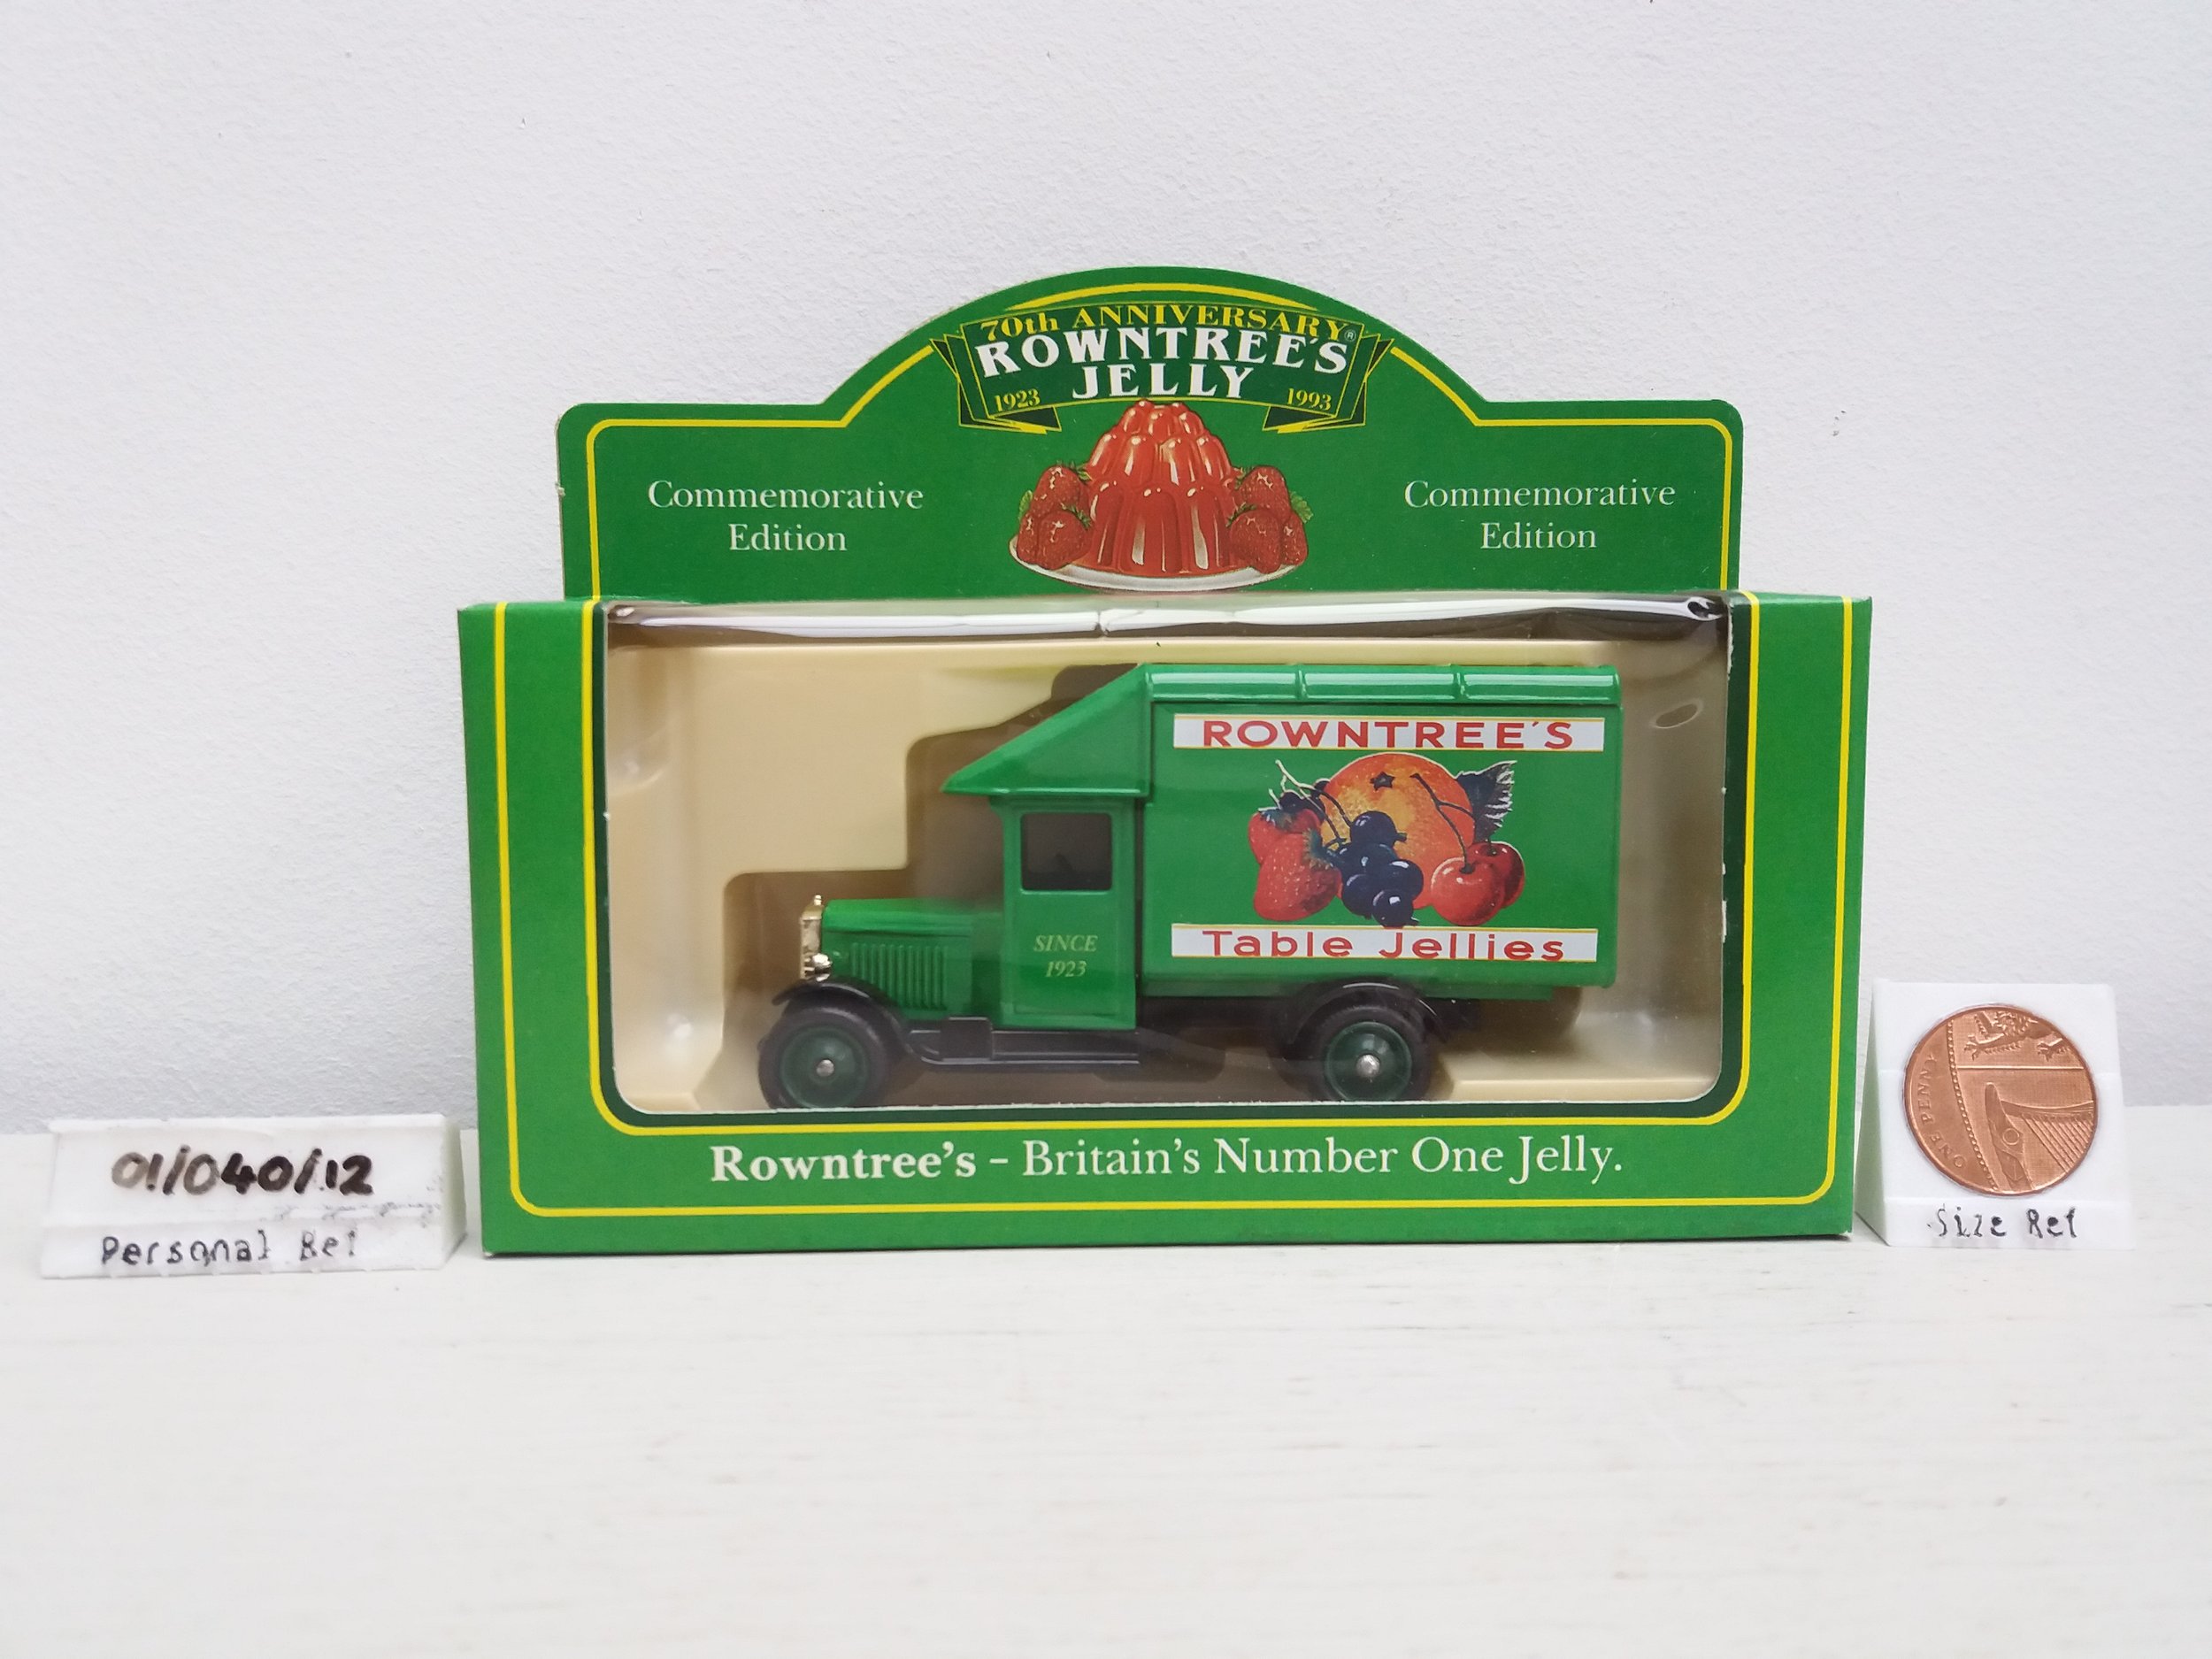 70th ANNIVERSARY
ROWNTREE'S®
JELLY
1923 1993
Commemorative
Edition
Commemorative
Edition
ROWNTREE'S
Table Jellies
SINCE
1923
Rowntree's – Britain's Number One Jelly.
01/040/12
Personal Ref
ONE PENNY
Size Ref